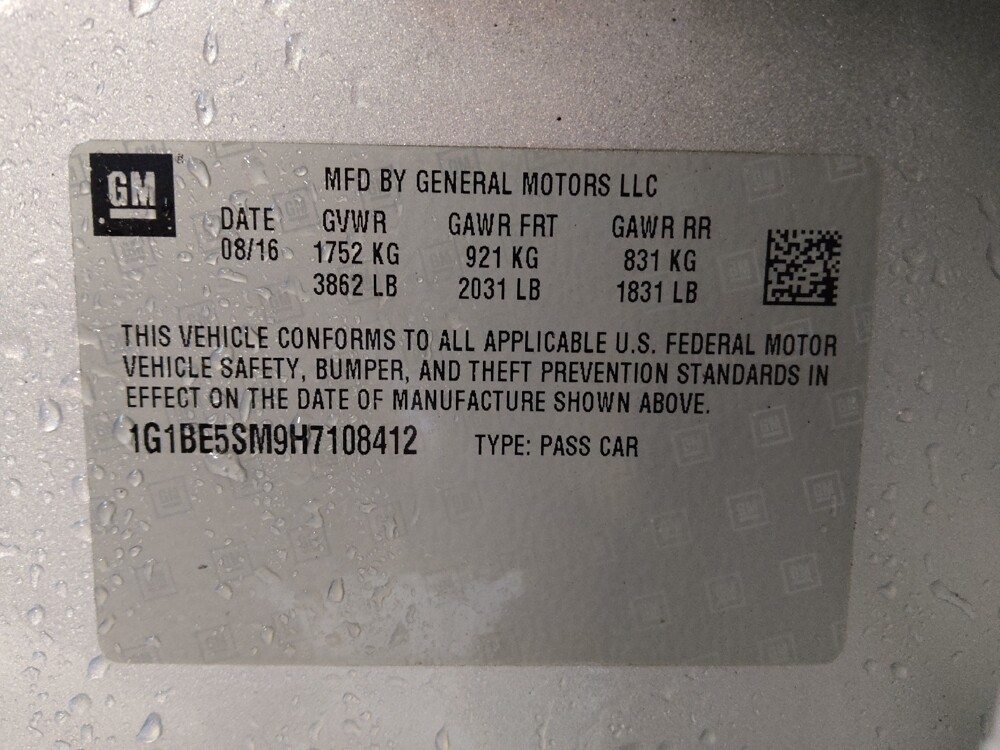 GM
MFD BY GENERAL MOTORS LLC
DATE GVWR GAWR FRT GAWR RR
08/16 1752 KG 921 KG 831 KG
3862 LB 2031 LB 1831 LB
THIS VEHICLE CONFORMS TO ALL APPLICABLE U.S. FEDERAL MOTOR
VEHICLE SAFETY, BUMPER, AND THEFT PREVENTION STANDARDS IN
EFFECT ON THE DATE OF MANUFACTURE SHOWN ABOVE.
1G1BE5SM9H7108412 TYPE: PASS CAR